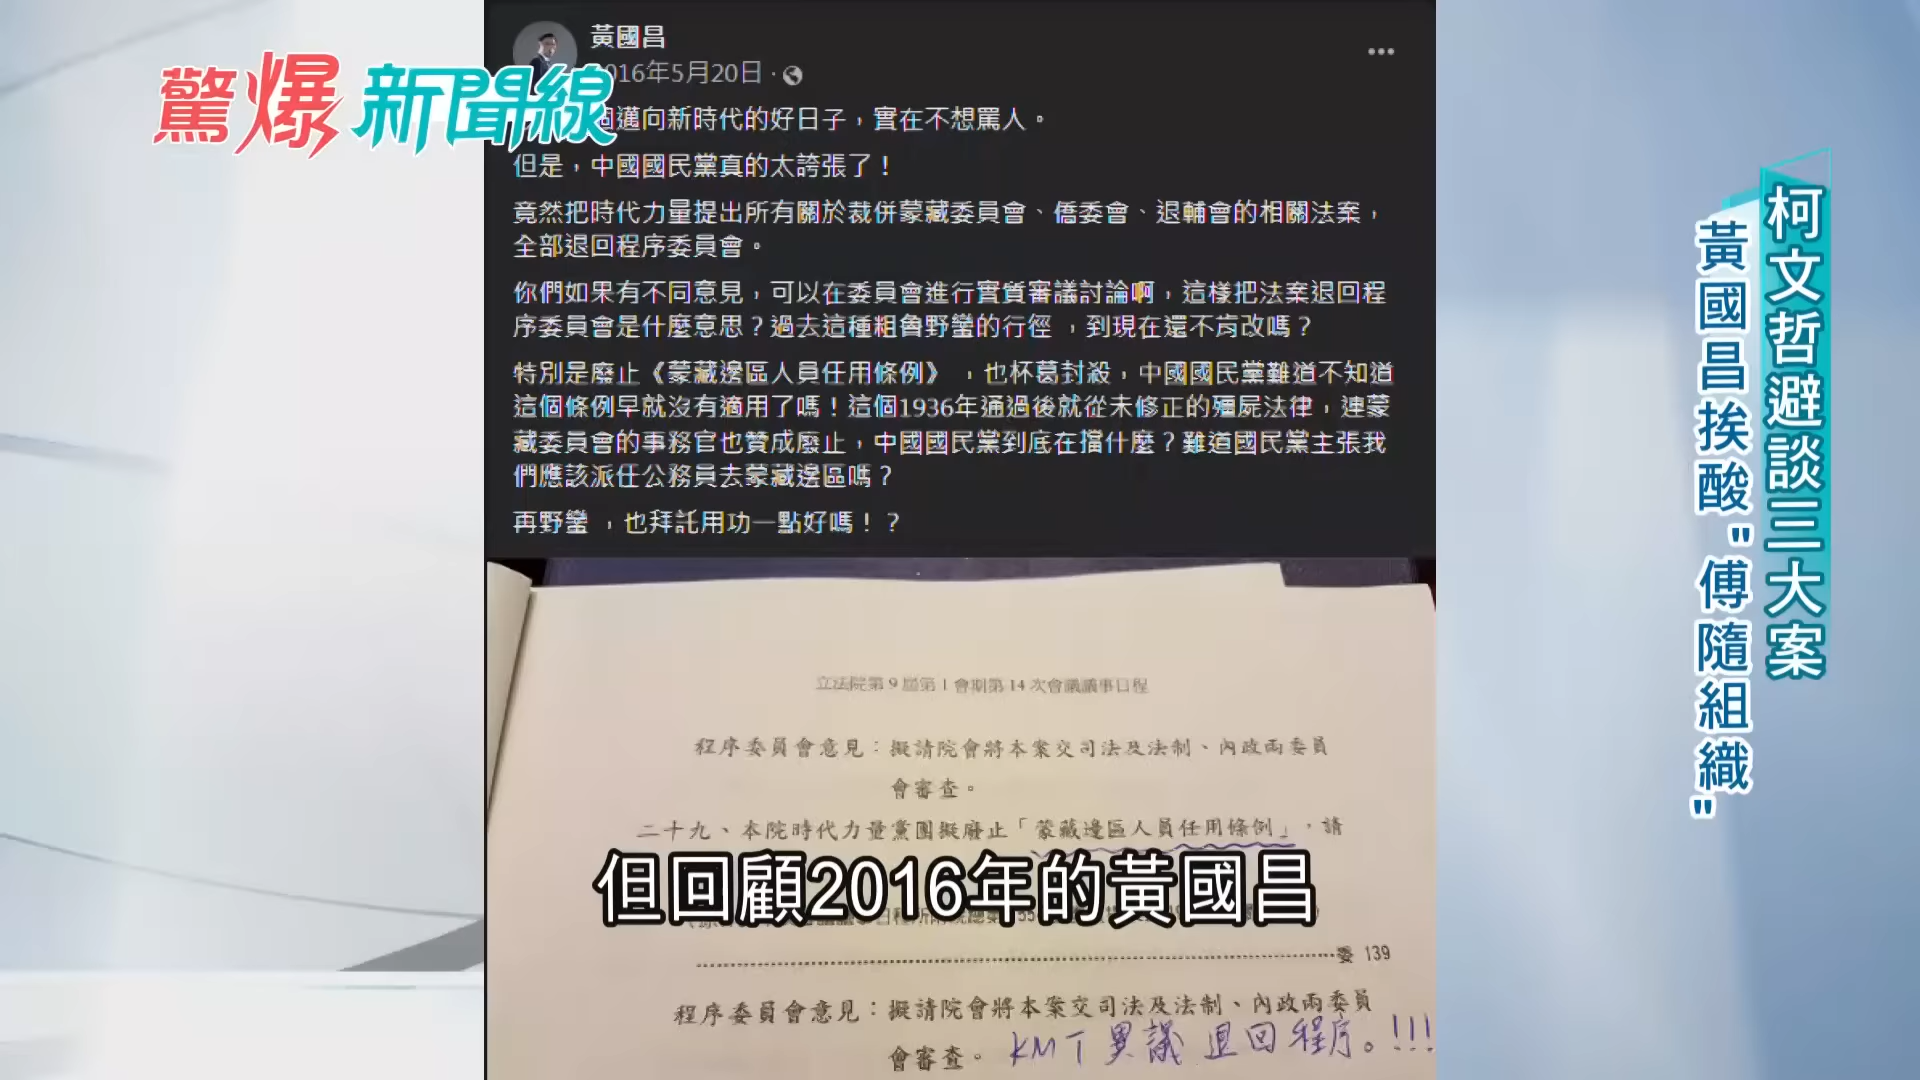 驚爆新聞線
黃國昌
2016年5月20日
個邁向新時代的好日子，實在不想罵人。
但是，中國國民黨真的太誇張了！
竟然把時代力量提出所有關於裁併蒙藏委員會、僑委會、退輔會的相關法案，
全部退回程序委員會。
你們如果有不同意見，可以在委員會進行實質審議討論啊，這樣把法案退回程
序委員會是什麼意思？過去這種粗魯野蠻的行徑 ，到現在還不肯改嗎？
特別是廢止《蒙藏邊區人員任用條例》 ，也杯葛封殺，中國國民黨難道不知道
這個條例早就沒有適用了嗎！這個1936年通過後就從未修正的殭屍法律，連蒙
藏委員會的事務官也贊成廢止，中國國民黨到底在擋什麼？難道國民黨主張我
們應該派任公務員去蒙藏邊區嗎？
再野蠻 ，也拜託用功一點好嗎！？
立法院第9屆第1會期第14次會議議事日程
程序委員會意見：擬請院會將本案交司法及法制、內政兩委員
會審查。
二十九、本院時代力量黨團擬廢止「蒙藏邊區人員任用條例」，請
委 139
程序委員會意見：擬請院會將本案交司法及法制、內政兩委員
會審查。
KMT 異議 退回程序。!!!
但回顧2016年的黃國昌
柯文哲避談三大案
黃國昌挨酸"傅隨組織"